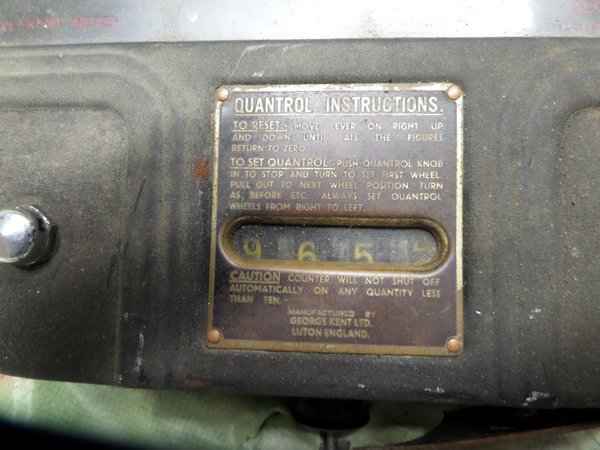 KENT METER
QUANTROL INSTRUCTIONS.
TO RESET:- MOVE LEVER ON RIGHT UP
AND DOWN UNTIL ALL THE FIGURES
RETURN TO ZERO
TO SET QUANTROL:- PUSH QUANTROL KNOB
IN TO STOP AND TURN TO SET FIRST WHEEL.
PULL OUT TO NEXT WHEEL POSITION, TURN
AS BEFORE ETC. ALWAYS SET QUANTROL
WHEELS FROM RIGHT TO LEFT
9 6 5
CAUTION COUNTER WILL NOT SHUT OFF
AUTOMATICALLY ON ANY QUANTITY LESS
THAN TEN.
MANUFACTURED BY
GEORGE KENT LTD.
LUTON ENGLAND.